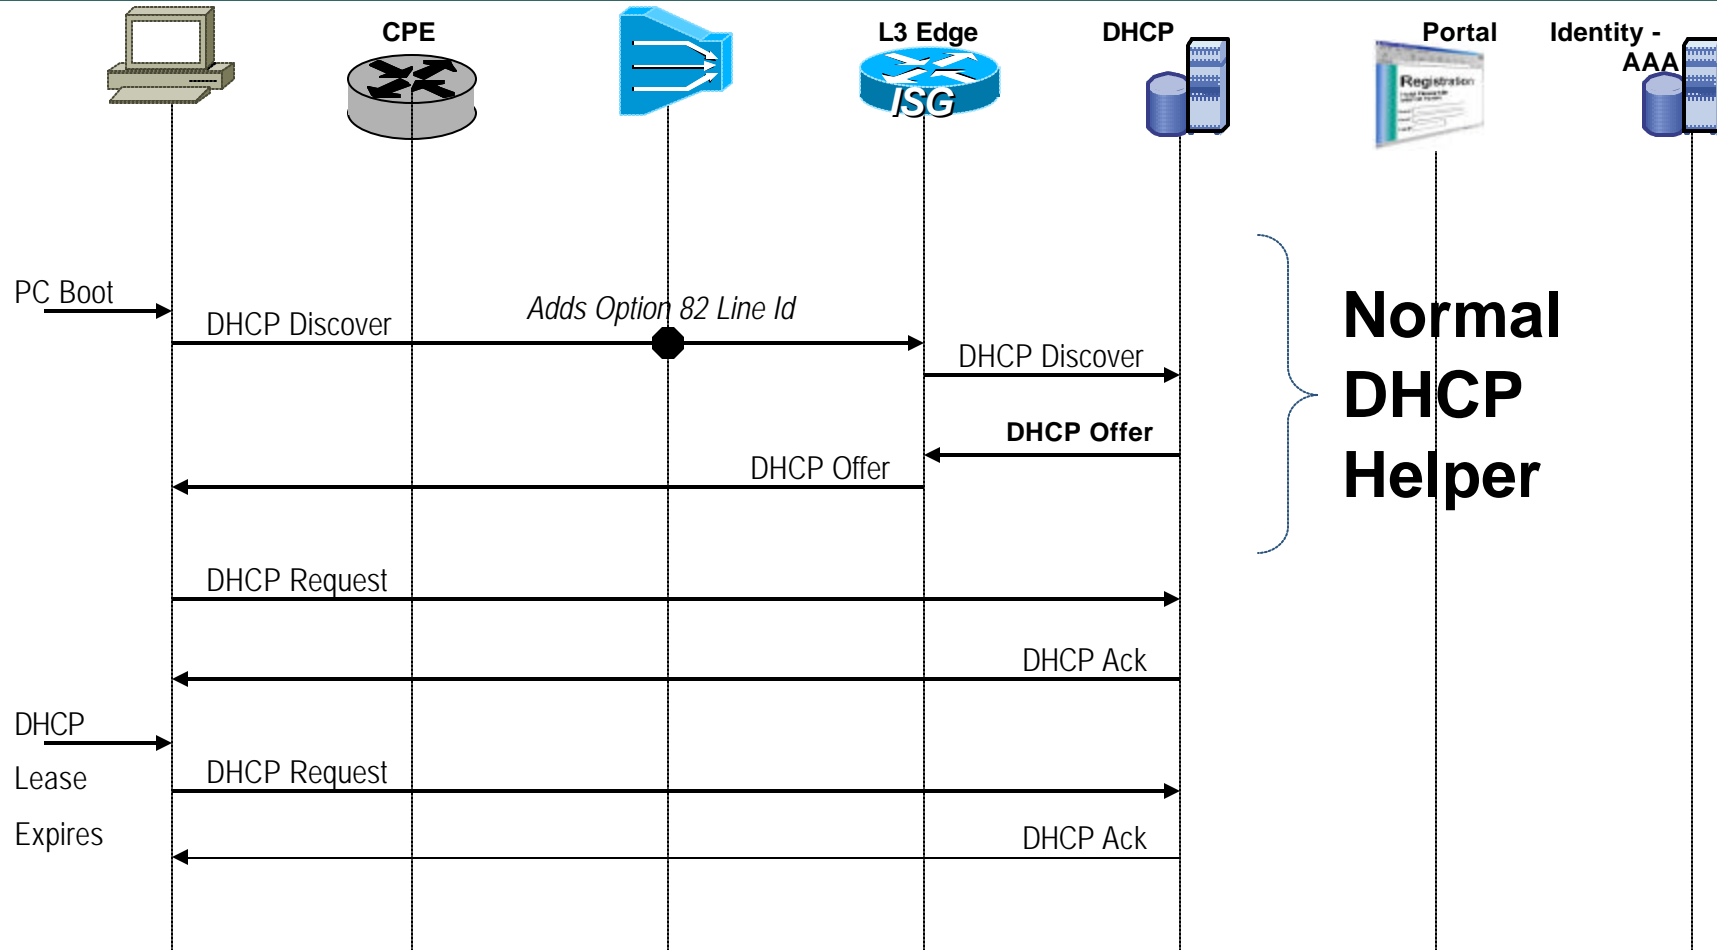 CPE
L3 Edge
DHCP
Portal
Identity -
AAA
ISG
Registration
PC Boot
DHCP Discover
Adds Option 82 Line Id
DHCP Discover
DHCP Offer
DHCP Offer
Normal
DHCP
Helper
DHCP Request
DHCP Ack
DHCP
Lease
Expires
DHCP Request
DHCP Ack